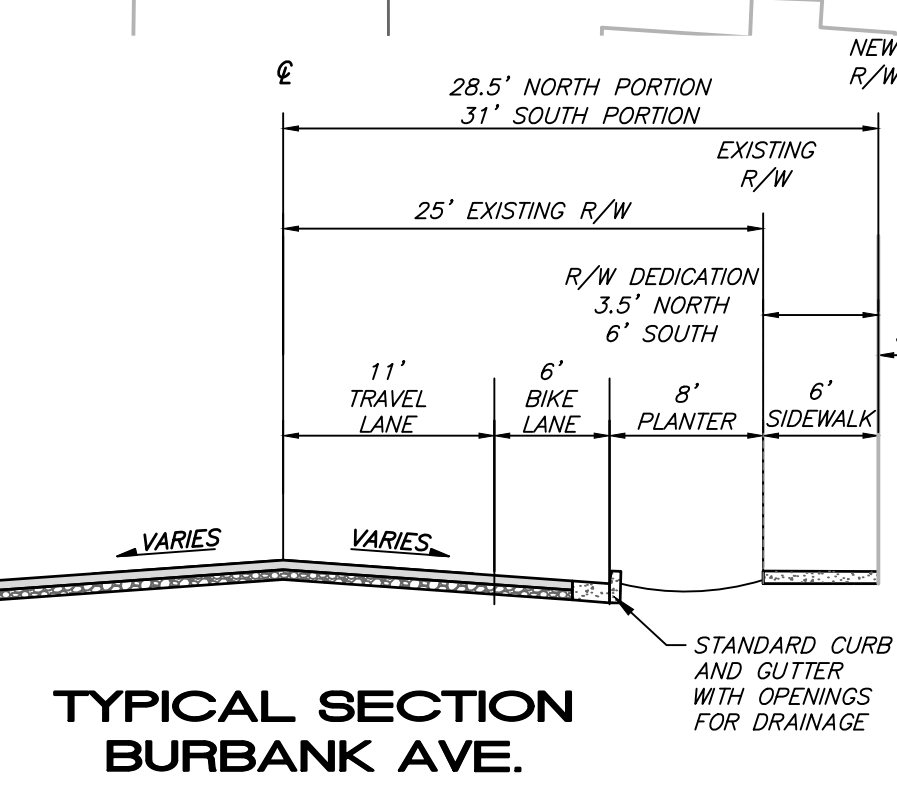 NEW
R/W
℄
28.5' NORTH PORTION
31' SOUTH PORTION
EXISTING
R/W
25' EXISTING R/W
R/W DEDICATION
3.5' NORTH
6' SOUTH
11'
TRAVEL
LANE
6'
BIKE
LANE
8'
PLANTER
6'
SIDEWALK
VARIES
VARIES
STANDARD CURB
AND GUTTER
WITH OPENINGS
FOR DRAINAGE
TYPICAL SECTION
BURBANK AVE.